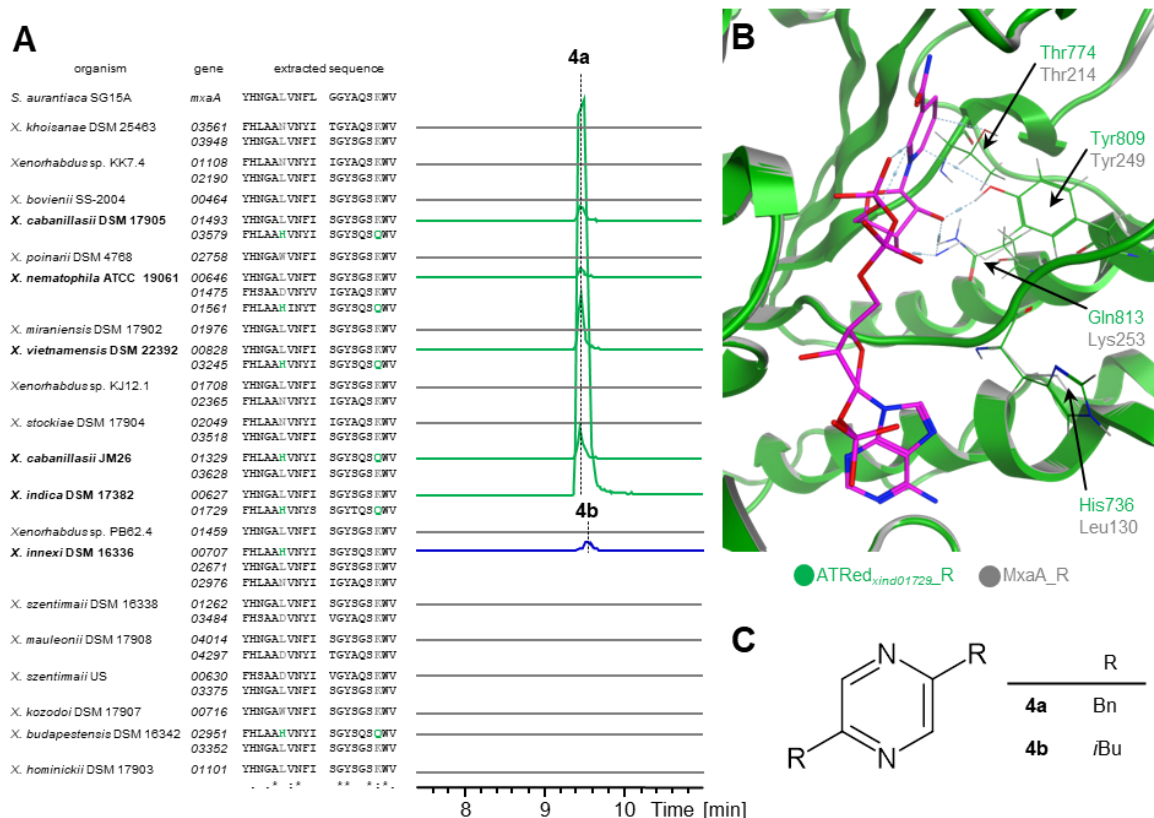 A
4a
organism gene extracted sequence
S. aurantiaca SG15A mxaA YHNGALVNFL GGYAQSKWV
X. khoisanae DSM 25463 03561 FHLAANVNYI TGYAQSKWV
03948 YHNGALVNFI SGYSGSKWV
Xenorhabdus sp. KK7.4 01108 FHLAANVNYI IGYAQSKWV
02190 YHNGALVNFI SGYSGSKWV
X. bovienii SS-2004 00464 YHNGALVNFI SGYSGSKWV
X. cabanillasii DSM 17905 01493 YHNGALVNFI SGYSGSKWV
03579 FHLAAHVNYI SGYSQSQWV
X. poinarii DSM 4768 02758 YHNGAWVNFI SGYSGSKWV
X. nematophila ATCC 19061 00646 YHNGALVNFT SGYSGSKWV
01475 FHSAADVNYV IGYAQSKWV
01561 FHLAAHINYT SGYSQSQWV
X. miraniensis DSM 17902 01976 YHNGALVNFI SGYSGSKWV
X. vietnamensis DSM 22392 00828 YHNGALVNFI SGYSGSKWV
03245 FHLAAHVNYI SGYSQSQWV
Xenorhabdus sp. KJ12.1 01708 YHNGALVNFI SGYSGSKWV
02365 FHLAANVNYI IGYAQSKWV
X. stockiae DSM 17904 02049 FHLAANVNYI IGYAQSKWV
03518 YHNGALVNFI SGYSGSKWV
X. cabanillasii JM26 01329 FHLAAHVNYI SGYSQSQWV
03628 YHNGALVNFI SGYSGSKWV
X. indica DSM 17382 00627 YHNGALVNFI SGYSGSKWV
01729 FHLAAHVNYS SGYTQSQWV
4b
Xenorhabdus sp. PB62.4 01459 YHNGALVNFI SGYSGSKWV
X. innexi DSM 16336 00707 FHLAAHVNYI SGYSQSQWV
02671 YHNGALVNFI SGYSGSKWV
02976 FHLAANVNYI IGYAQSKWV
X. szentirmaii DSM 16338 01262 YHNGALVNFI SGYSGSKWV
03484 FHSAADVNYI VGYAQSKWV
X. mauleonii DSM 17908 04014 YHNGALVNFI SGYSGSKWV
04297 FHLAADVNYI SGYAQSKWV
X. szentirmaii US 00630 FHSAADVNYI VGYAQSKWV
03375 YHNGALVNFI SGYSGSKWV
X. kozodoi DSM 17907 00716 YHNGAWVNFI SGYSGSKWV
X. budapestensis DSM 16342 02951 FHLAAHVNYI SGYSQSQWV
03352 YHNGALVNFI SGYSGSKWV
X. hominickii DSM 17903 01101 YHNGALVNFI SGYSGSKWV
. .* :* ** *:*.
8 9 10 Time [min]
B
Thr774
Thr214
Tyr809
Tyr249
Gln813
Lys253
His736
Leu130
ATRedxind01729_R MxaA_R
C
N R
R N
R
4a Bn
4b iBu